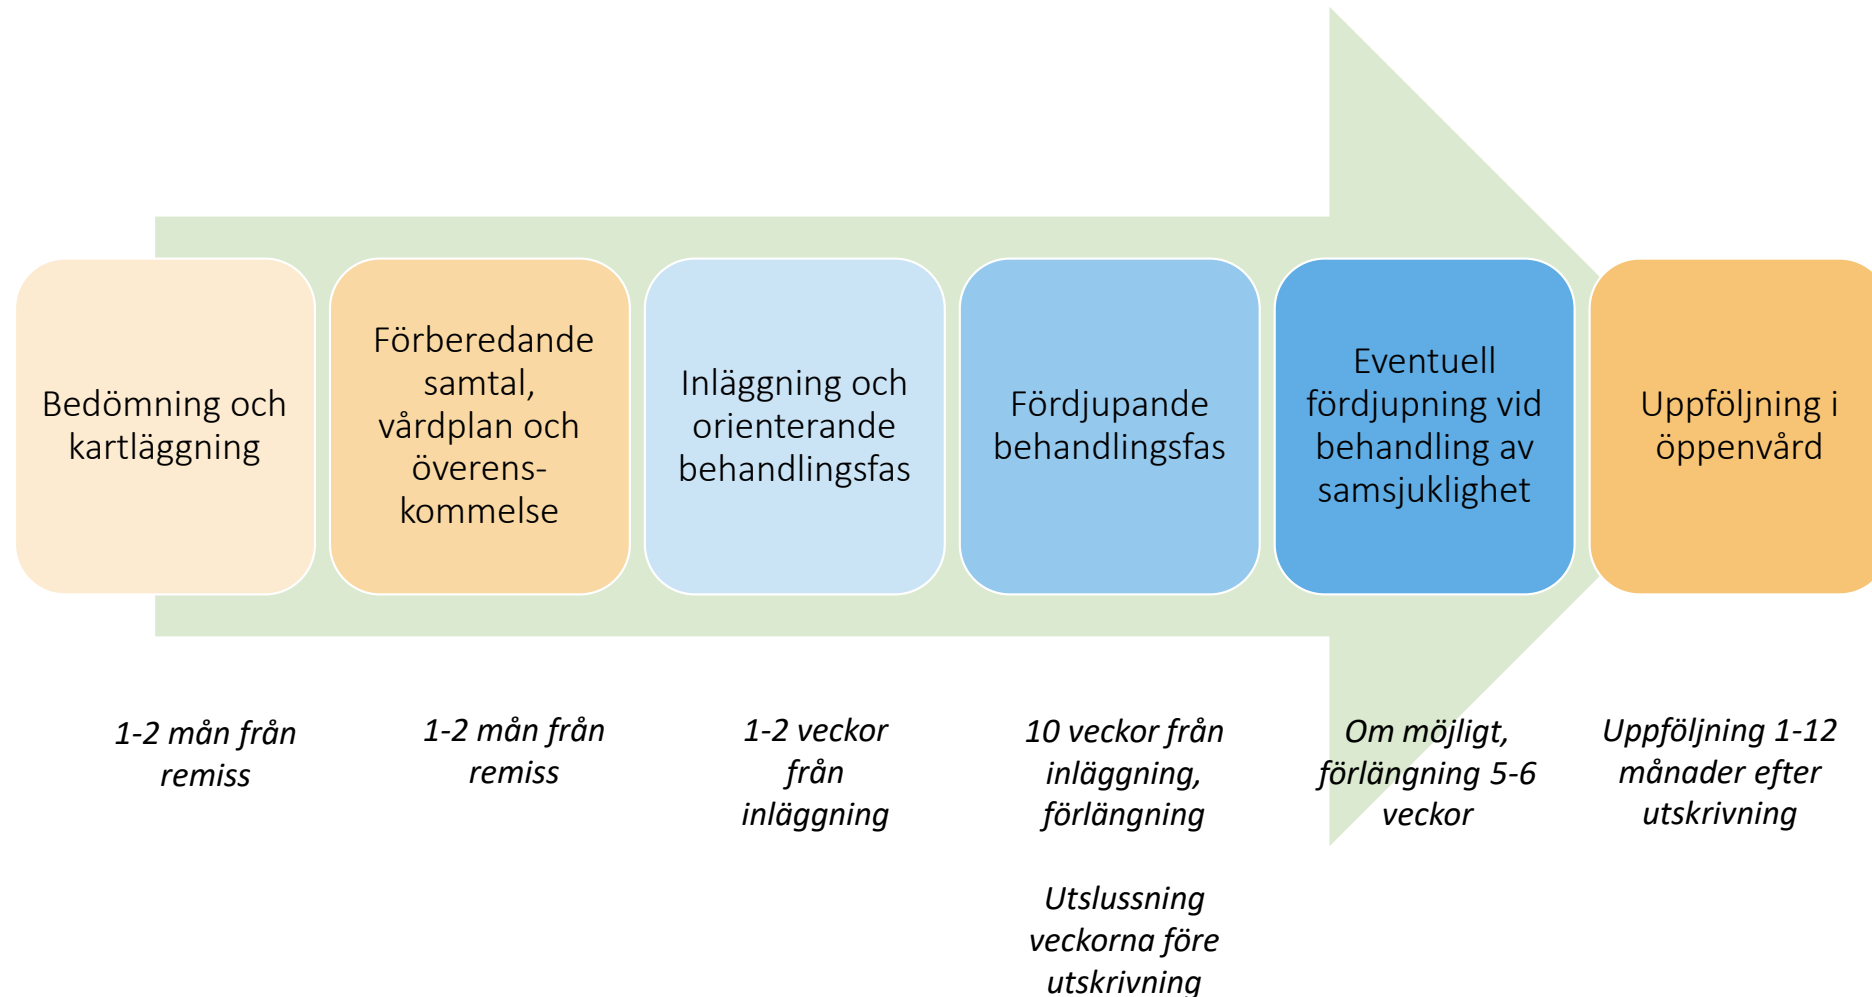 Bedömning och
kartläggning
Förberedande
samtal,
vårdplan och
överens-
kommelse
Inläggning och
orienterande
behandlingsfas
Fördjupande
behandlingsfas
Eventuell
fördjupning vid
behandling av
samsjuklighet
Uppföljning i
öppenvård
1-2 mån från
remiss
1-2 mån från
remiss
1-2 veckor
från
inläggning
10 veckor från
inläggning,
förlängning
Utslussning
veckorna före
utskrivning
Om möjligt,
förlängning 5-6
veckor
Uppföljning 1-12
månader efter
utskrivning